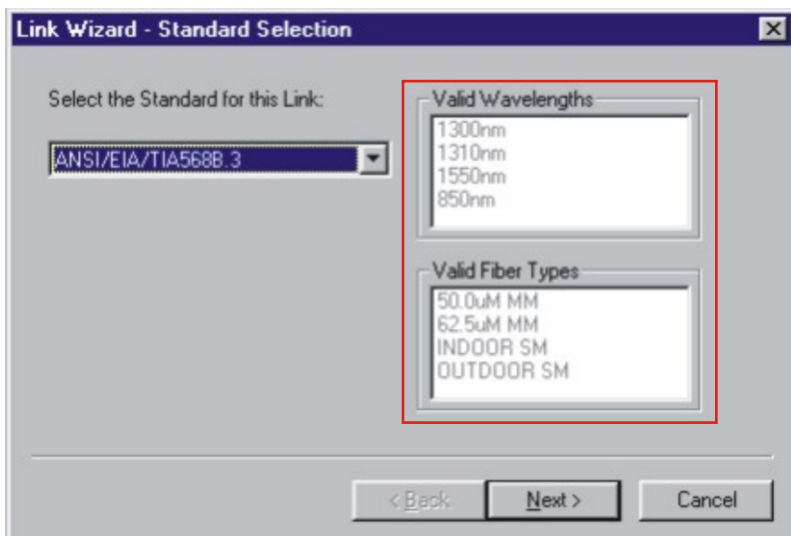 Link Wizard - Standard Selection
Select the Standard for this Link:
ANSI/EIA/TIA568B.3
Valid Wavelengths
1300nm
1310nm
1550nm
850nm
Valid Fiber Types
50.0uM MM
62.5uM MM
INDOOR SM
OUTDOOR SM
< Back
Next >
Cancel